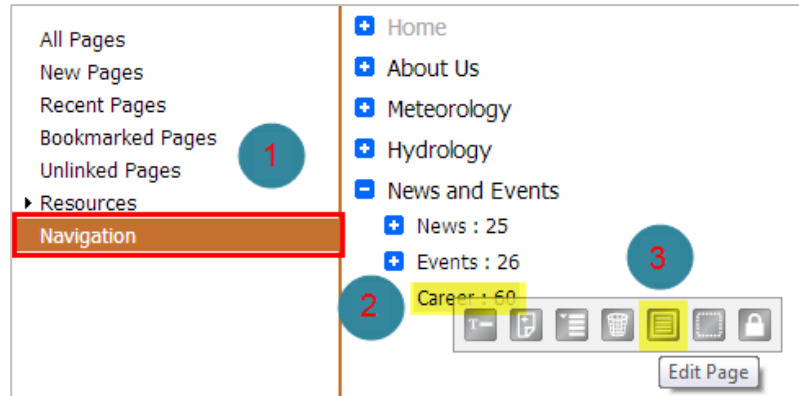 All Pages
New Pages
Recent Pages
Bookmarked Pages
Unlinked Pages
Resources
Navigation
1
Home
About Us
Meteorology
Hydrology
News and Events
News : 25
Events : 26
Career : 60
2
3
T
Edit Page